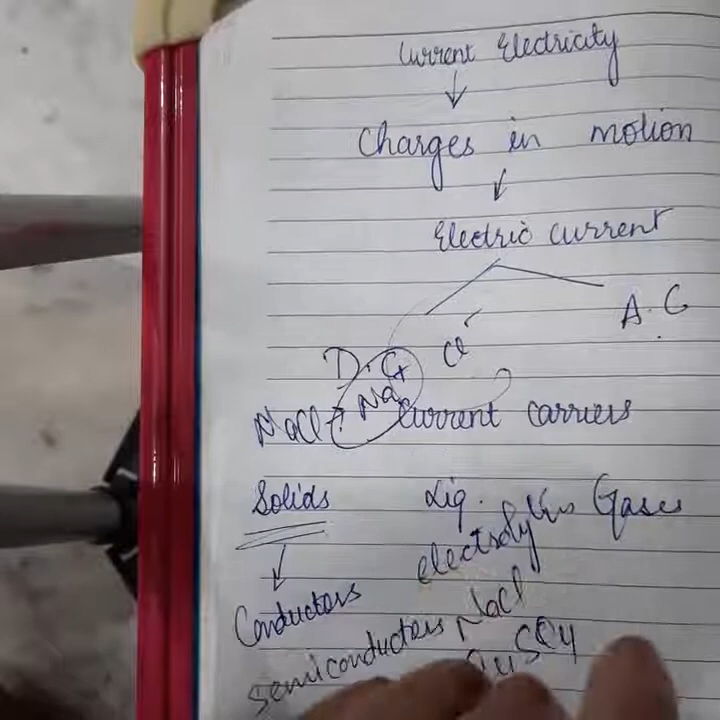 Current Electricity
Charges in motion
Electric current
D.C
A.C
Cl⁻
NaCl
Na+
current carriers
Solids
Liq.
Gases
electrolytes
Conductors
NaCl
semiconductors
CuSO4